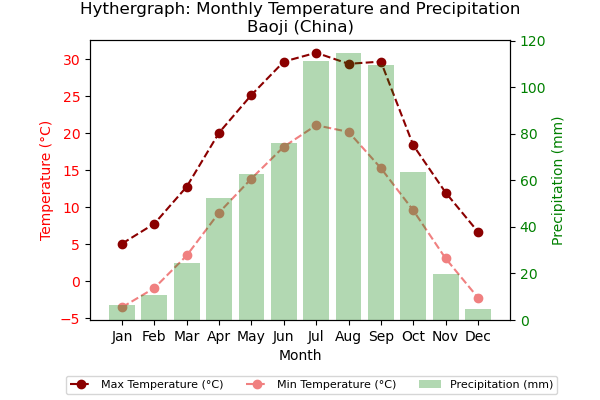 Hythergraph: Monthly Temperature and Precipitation
Baoji (China)
Temperature (°C)
30
25
20
15
10
5
0
−5
120
100
80
60
40
20
0
Precipitation (mm)
Jan Feb Mar Apr May Jun Jul Aug Sep Oct Nov Dec
Month
Max Temperature (°C) Min Temperature (°C) Precipitation (mm)